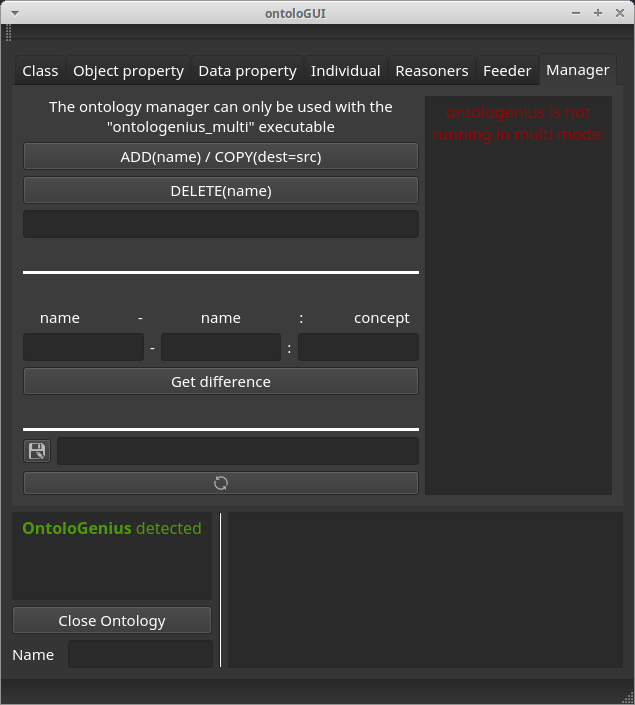 ontoloGUI
Class Object property Data property Individual Reasoners Feeder Manager
The ontology manager can only be used with the
"ontologenius_multi" executable
ADD(name) / COPY(dest=src)
DELETE(name)
ontologenius is not
running in multi mode.
name - name : concept
- :
Get difference
OntoloGenius detected
Close Ontology
Name